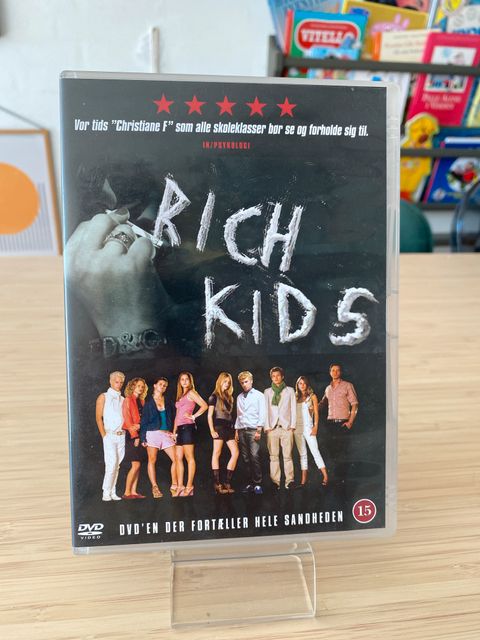 VITELLO
Vor tids "Christiane F" som alle skoleklasser bør se og forholde sig til.
IN/PSYKOLOGI
RICH
KIDS
D&G
DVD
VIDEO
DVD'EN DER FORTÆLLER HELE SANDHEDEN
15